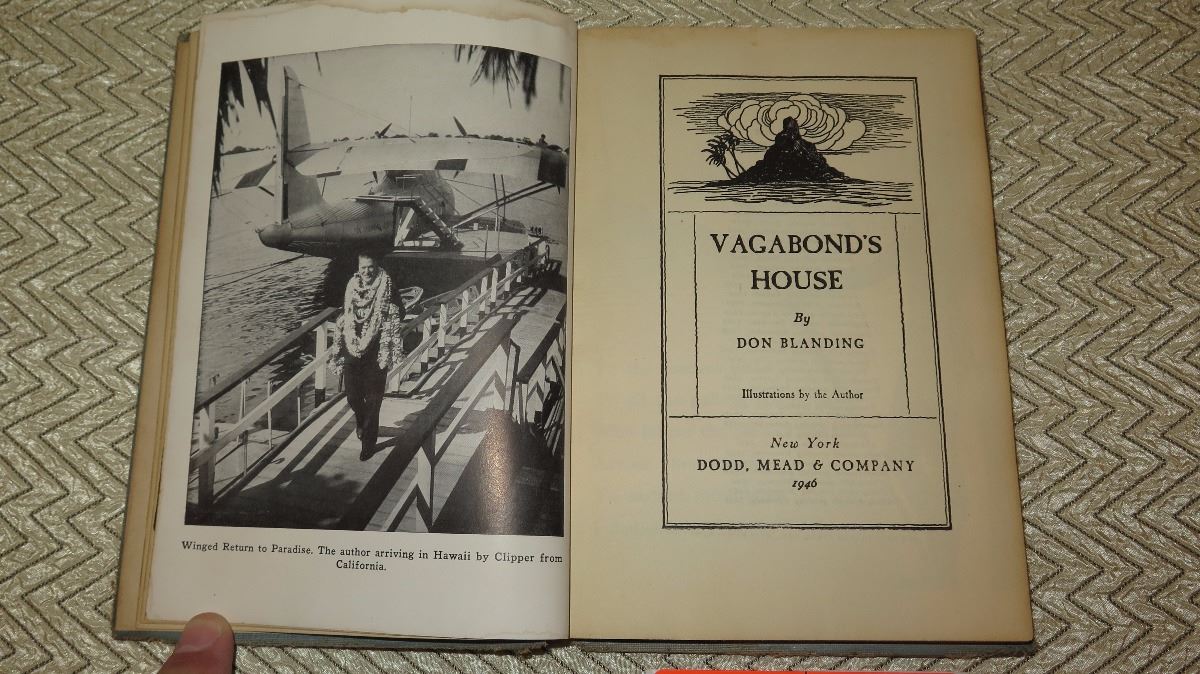 Winged Return to Paradise. The author arriving in Hawaii by Clipper from
California.
VAGABOND'S
HOUSE
By
DON BLANDING
Illustrations by the Author
New York
DODD, MEAD & COMPANY
1946